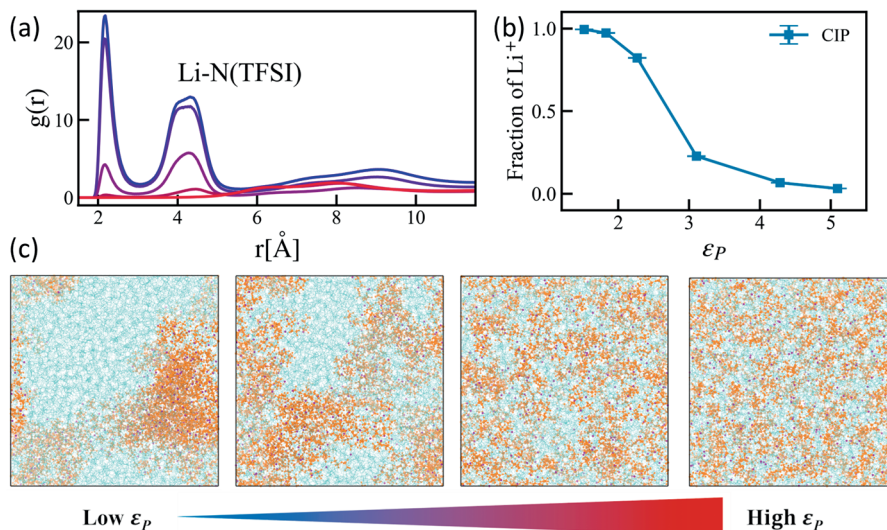 (a)
20
10
0
g(r)
Li-N(TFSI)
2
4
6
8
10
r[Å]
(b)
1.0
0.5
0.0
Fraction of Li⁺
CIP
2
3
4
5
εP
(c)
Low εP
High εP